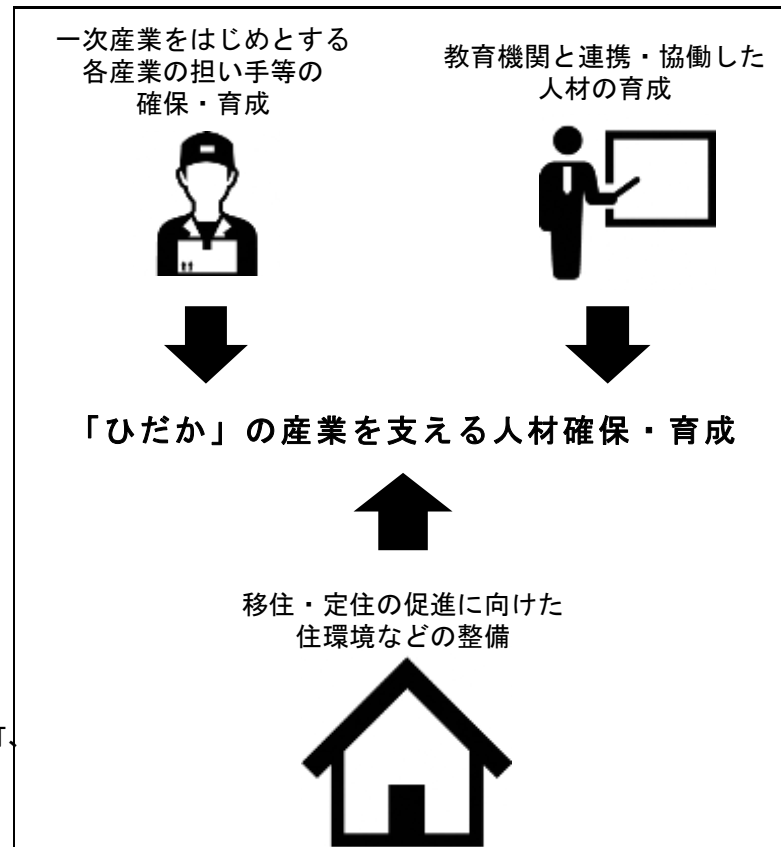 一次産業をはじめとする
各産業の担い手等の
確保・育成
教育機関と連携・協働した
人材の育成
「ひだか」の産業を支える人材確保・育成
移住・定住の促進に向けた
住環境などの整備